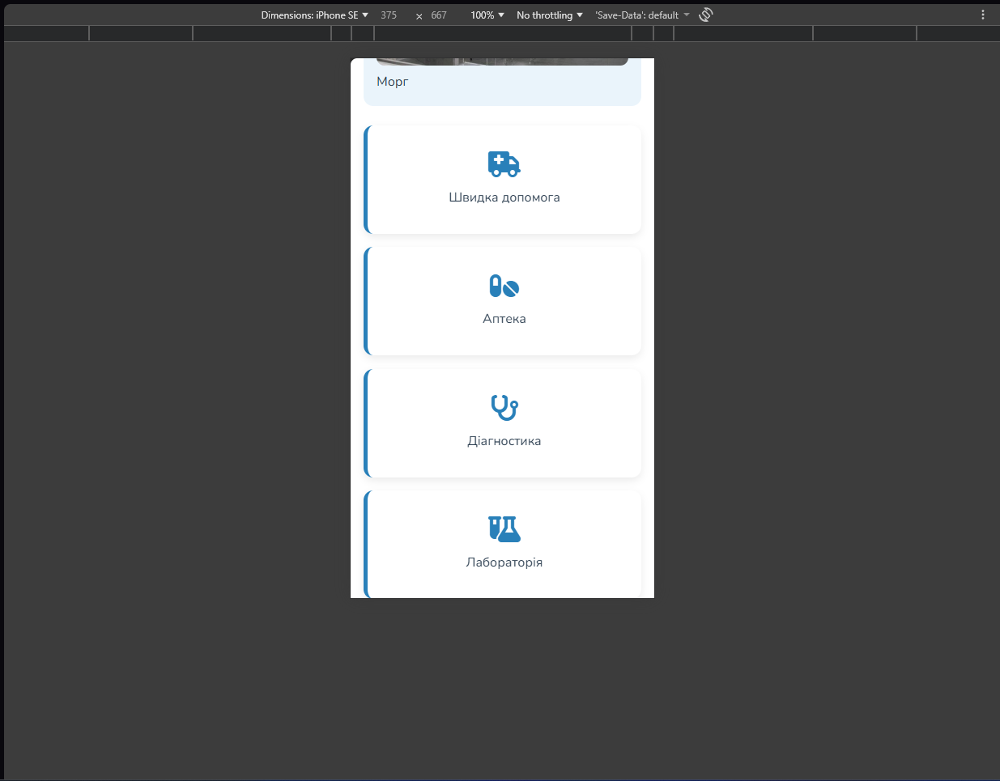 Dimensions: iPhone SE 375 × 667 100% No throttling 'Save-Data': default
Морг
Швидка допомога
Аптека
Діагностика
Лабораторія